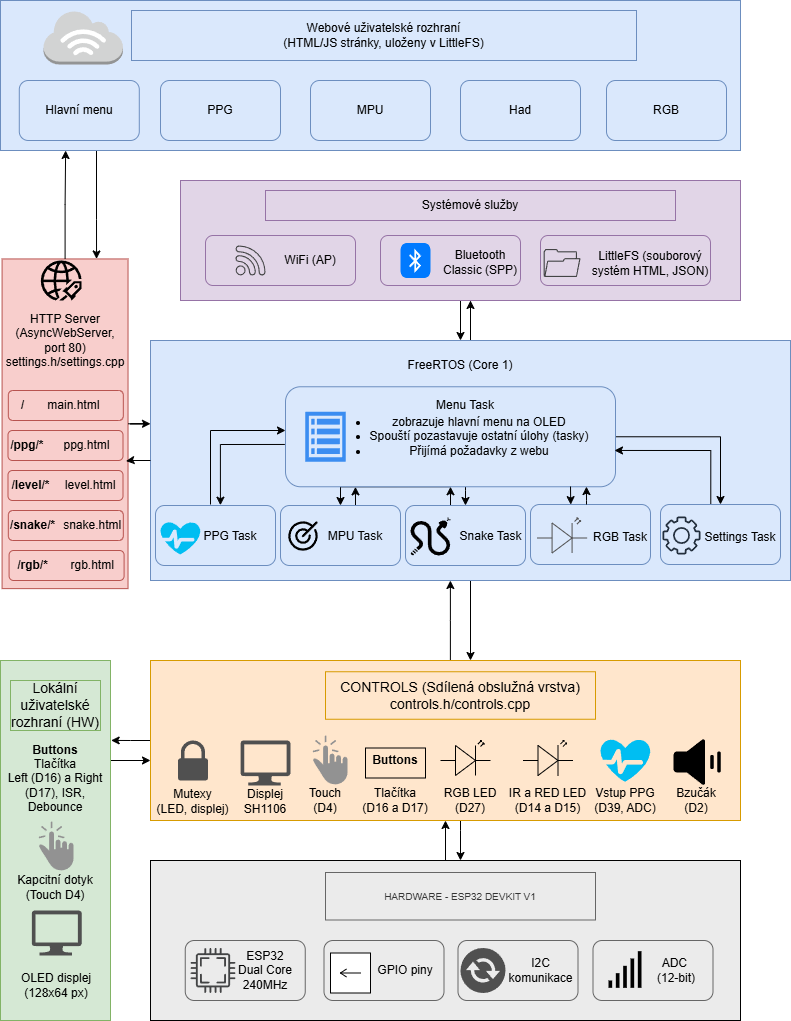 Webové uživatelské rozhraní
(HTML/JS stránky, uloženy v LittleFS)
Hlavní menu
PPG
MPU
Had
RGB
Systémové služby
WiFi (AP)
Bluetooth
Classic (SPP)
LittleFS (souborový
systém HTML, JSON)
HTTP Server
(AsyncWebServer,
port 80)
settings.h/settings.cpp
/ main.html
/ppg/* ppg.html
/level/* level.html
/snake/* snake.html
/rgb/* rgb.html
FreeRTOS (Core 1)
Menu Task
• zobrazuje hlavní menu na OLED
• Spouští pozastavuje ostatní úlohy (tasky)
• Přijímá požadavky z webu
PPG Task
MPU Task
Snake Task
RGB Task
Settings Task
Lokální
uživatelské
rozhraní (HW)
Buttons
Tlačítka
Left (D16) a Right
(D17), ISR,
Debounce
Kapcitní dotyk
(Touch D4)
OLED displej
(128x64 px)
CONTROLS (Sdílená obslužná vrstva)
controls.h/controls.cpp
Mutexy
(LED, displej)
Displej
SH1106
Touch
(D4)
Buttons
Tlačítka
(D16 a D17)
RGB LED
(D27)
IR a RED LED
(D14 a D15)
Vstup PPG
(D39, ADC)
Bzučák
(D2)
HARDWARE - ESP32 DEVKIT V1
ESP32
Dual Core
240MHz
GPIO piny
I2C
komunikace
ADC
(12-bit)